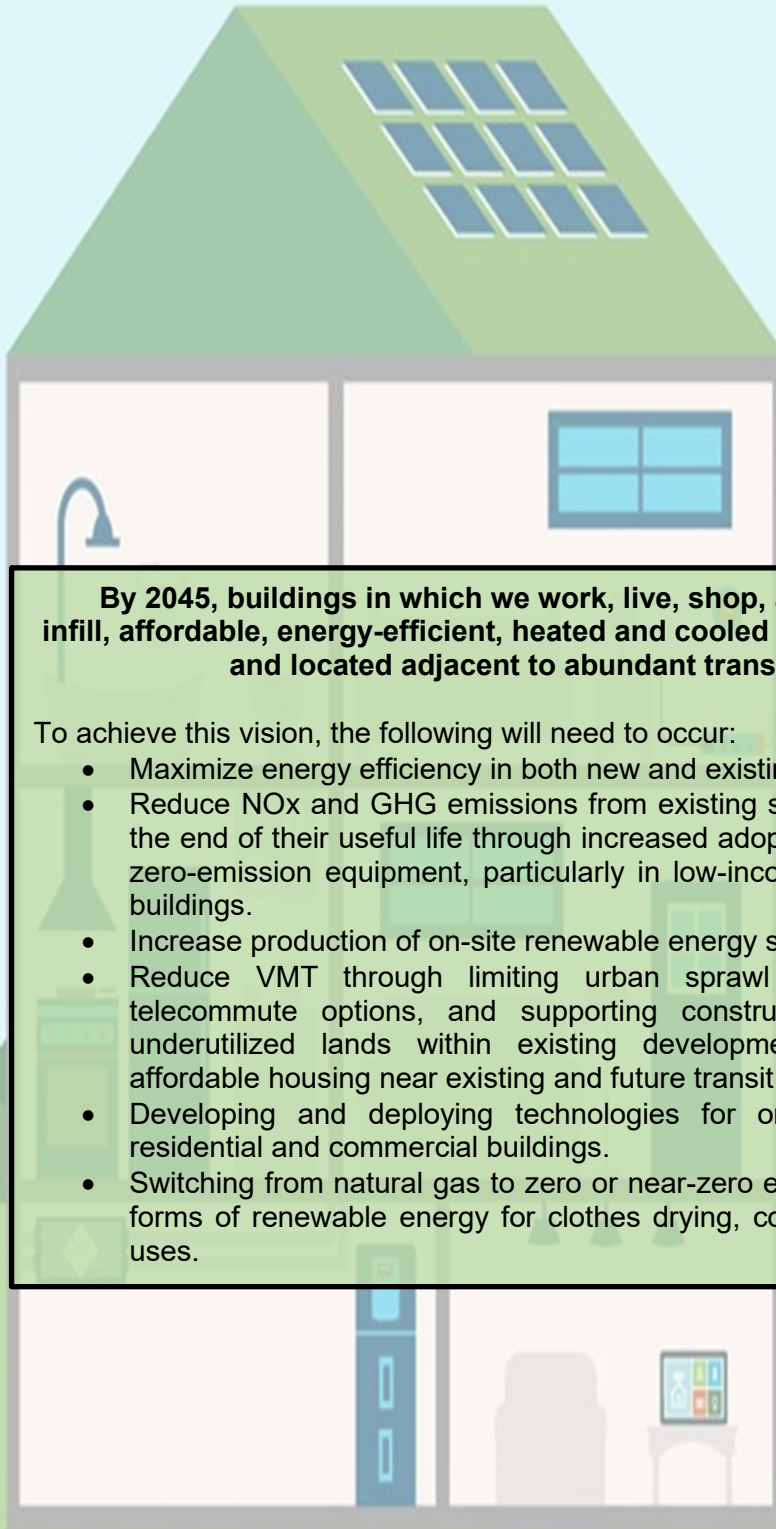 By 2045, buildings in which we work, live, shop,
infill, affordable, energy-efficient, heated and cooled
and located adjacent to abundant trans
To achieve this vision, the following will need to occur:
• Maximize energy efficiency in both new and existin
• Reduce NOx and GHG emissions from existing s
the end of their useful life through increased adop
zero-emission equipment, particularly in low-inco
buildings.
• Increase production of on-site renewable energy s
• Reduce VMT through limiting urban sprawl
telecommute options, and supporting constru
underutilized lands within existing developme
affordable housing near existing and future transit
• Developing and deploying technologies for o
residential and commercial buildings.
• Switching from natural gas to zero or near-zero e
forms of renewable energy for clothes drying, co
uses.